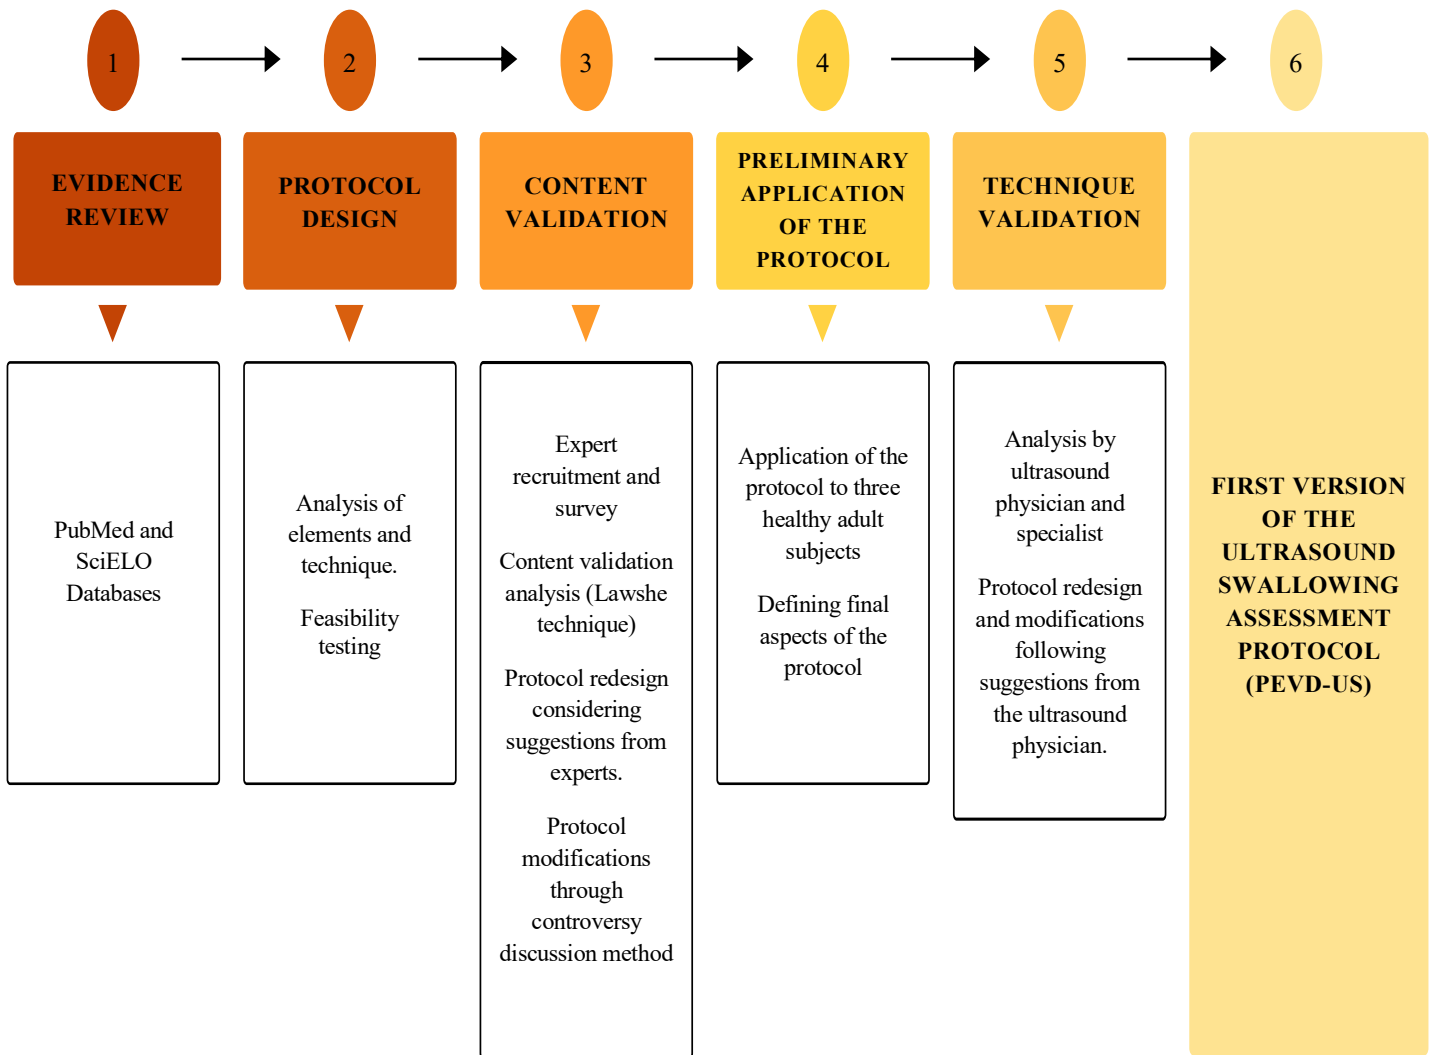 1
2
3
4
5
6
EVIDENCE
REVIEW
PROTOCOL
DESIGN
CONTENT
VALIDATION
PRELIMINARY
APPLICATION
OF THE
PROTOCOL
TECHNIQUE
VALIDATION
PubMed and
SciELO
Databases
Analysis of
elements and
technique.
Feasibility
testing
Expert
recruitment and
survey
Content validation
analysis (Lawshe
technique)
Protocol redesign
considering
suggestions from
experts.
Protocol
modifications
through
controversy
discussion method
Application of the
protocol to three
healthy adult
subjects
Defining final
aspects of the
protocol
Analysis by
ultrasound
physician and
specialist
Protocol redesign
and modifications
following
suggestions from
the ultrasound
physician.
FIRST VERSION
OF THE
ULTRASOUND
SWALLOWING
ASSESSMENT
PROTOCOL
(PEVD-US)